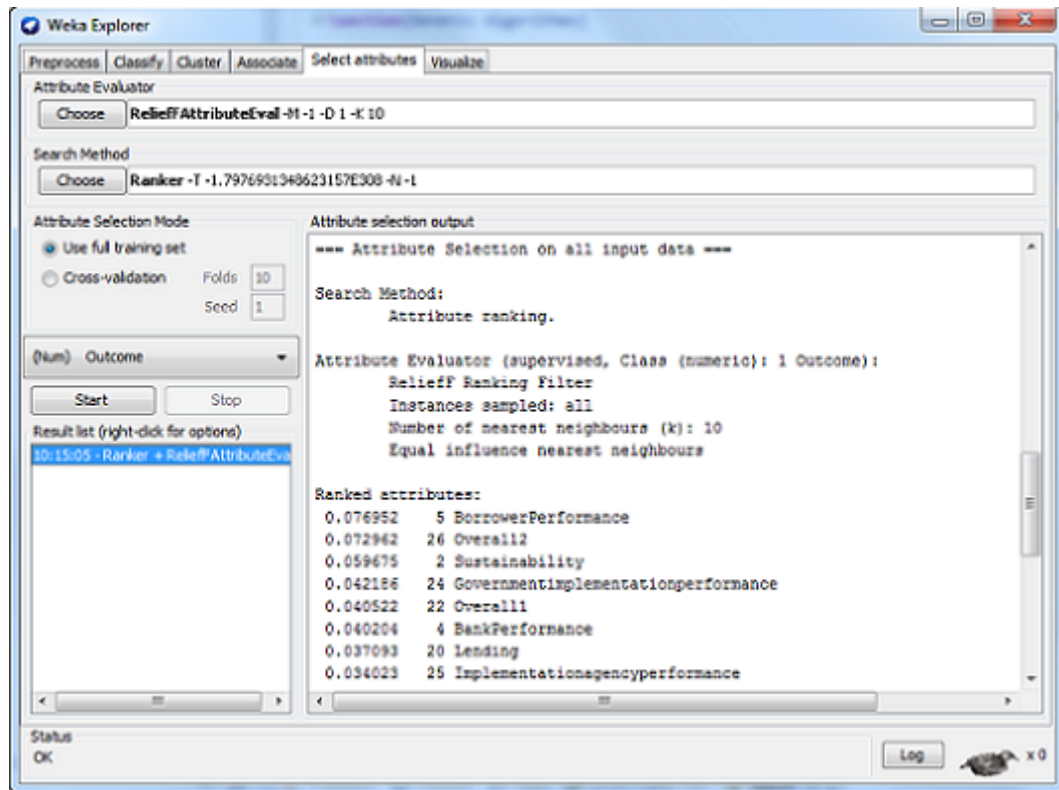 Weka Explorer
Preprocess Classify Cluster Associate Select attributes Visualize
Attribute Evaluator
Choose ReliefFAttributeEval -M -1 -D 1 -K 10
Search Method
Choose Ranker -T -1.7976931348623157E308 -N -1
Attribute Selection Mode
Use full training set
Cross-validation Folds 10
Seed 1
(Num) Outcome
Start Stop
Result list (right-click for options)
10:15:05 - Ranker + ReliefFAttributeEva
Attribute selection output
=== Attribute Selection on all input data ===
Search Method:
Attribute ranking.
Attribute Evaluator (supervised, Class (numeric): 1 Outcome):
ReliefF Ranking Filter
Instances sampled: all
Number of nearest neighbours (k): 10
Equal influence nearest neighbours
Ranked attributes:
0.076952 5 BorrowerPerformance
0.072962 26 Overall2
0.059675 2 Sustainability
0.042186 24 Governmentimplementationperformance
0.040522 22 Overall1
0.040204 4 BankPerformance
0.037093 20 Lending
0.034023 25 Implementationagencyperformance
Status
OK
Log x 0